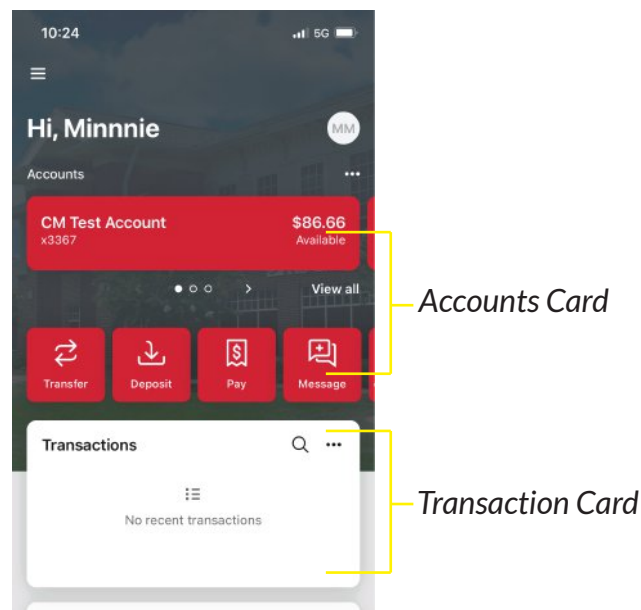 10:24 5G
Hi, Minnnie MM
Accounts
CM Test Account $86.66
x3367 Available
View all
Accounts Card
Transfer Deposit Pay Message
Transactions
No recent transactions
Transaction Card